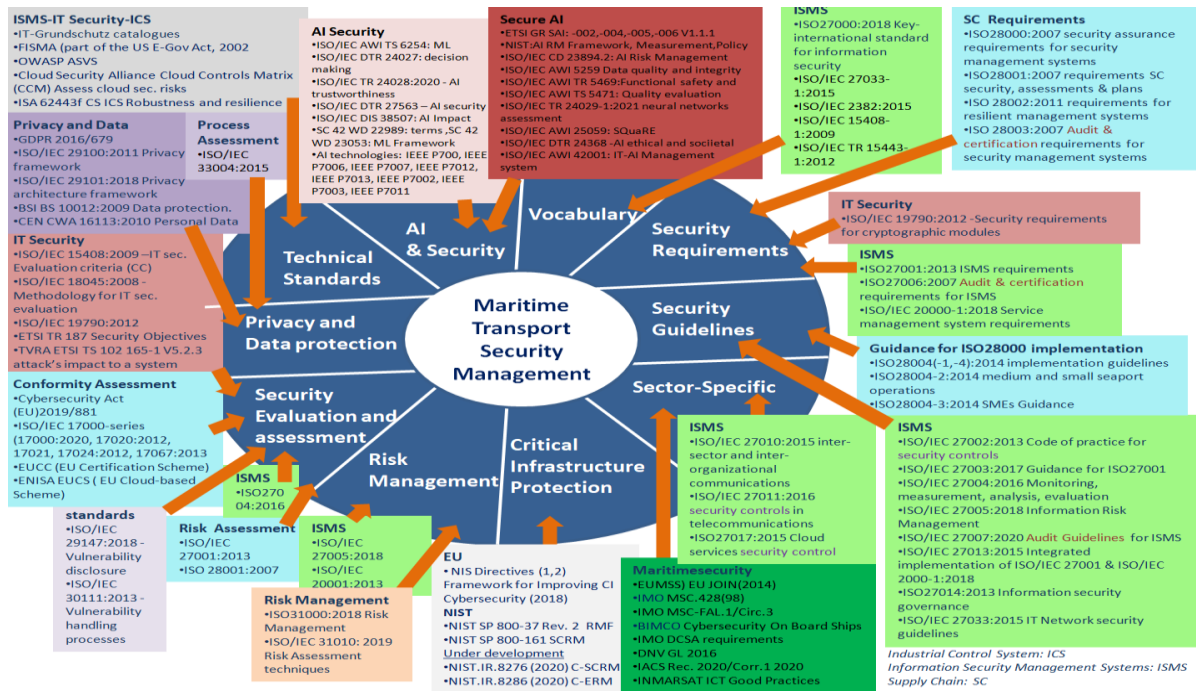 ISMS-IT Security-ICS
•IT-Grundschutz catalogues
•FISMA (part of the US E-Gov Act, 2002
•OWASP ASVS
•Cloud Security Alliance Cloud Controls Matrix
(CCM) Assess cloud sec. risks
•ISA 62443f CS ICS Robustness and resilience
AI Security
•ISO/IEC AWI TS 6254: ML
•ISO/IEC DTR 24027: decision
making
•ISO/IEC TR 24028:2020 - AI
trustworthiness
•ISO/IEC DTR 27563 – AI security
•ISO/IEC DIS 38507: AI Impact
•SC 42 WD 22989: terms ,SC 42
WD 23053: ML Framework
•AI technologies: IEEE P700, IEEE
P7006, IEEE P7007, IEEE P7012,
IEEE P7013, IEEE P7002, IEEE
P7003, IEEE P7011
Secure AI
•ETSI GR SAI: -002,-004,-005,-006 V1.1.1
•NIST:AI RM Framework, Measurement,Policy
•ISO/IEC CD 23894.2: AI Risk Management
•ISO/IEC AWI 5259 Data quality and integrity
•ISO/IEC AWI TR 5469:Functional safety and
•ISO/IEC AWI TS 5471: Quality evaluation
•ISO/IEC TR 24029-1:2021 neural networks
assessment
•ISO/IEC AWI 25059: SQuaRE
•ISO/IEC DTR 24368 -AI ethical and sociietal
•ISO/IEC AWI 42001: IT-AI Management
system
ISMS
•ISO27000:2018 Key-
international standard
for information
security
•ISO/IEC 27033-
1:2015
•ISO/IEC 2382:2015
•ISO/IEC 15408-
1:2009
•ISO/IEC TR 15443-
1:2012
SC Requirements
•ISO28000:2007 security assurance
requirements for security
management systems
•ISO28001:2007 requirements SC
security, assessments & plans
•ISO 28002:2011 requirements for
resilient management systems
•ISO 28003:2007 Audit &
certification requirements for
security management systems
Privacy and Data
•GDPR 2016/679
•ISO/IEC 29100:2011 Privacy
framework
•ISO/IEC 29101:2018 Privacy
architecture framework
•BSI BS 10012:2009 Data protection.
•CEN CWA 16113:2010 Personal Data
Process
Assessment
•ISO/IEC
33004:2015
IT Security
•ISO/IEC 19790:2012 -Security requirements
for cryptographic modules
IT Security
•ISO/IEC 15408:2009 –IT sec.
Evaluation criteria (CC)
•ISO/IEC 18045:2008 -
Methodology for IT sec.
evaluation
•ISO/IEC 19790:2012
•ETSI TR 187 Security Objectives
•TVRA ETSI TS 102 165-1 V5.2.3
attack's impact to a system
ISMS
•ISO27001:2013 ISMS requirements
•ISO27006:2007 Audit & certification
requirements for ISMS
•ISO/IEC 20000-1:2018 Service
management system requirements
Technical
Standards
AI
& Security
Vocabulary
Security
Requirements
Privacy and
Data protection
Maritime
Transport
Security
Management
Security
Guidelines
Security
Evaluation and
assessment
Risk
Management
Critical
Infrastructure
Protection
Sector-Specific
Guidance for ISO28000 implementation
•ISO28004(-1,-4):2014 implementation guidelines
•ISO28004-2:2014 medium and small seaport
operations
•ISO28004-3:2014 SMEs Guidance
Conformity Assessment
•Cybersecurity Act
(EU)2019/881
•ISO/IEC 17000-series
(17000:2020, 17020:2012,
17021, 17024:2012, 17067:2013
•EUCC (EU Certification Scheme)
•ENISA EUCS ( EU Cloud-based
Scheme)
ISMS
•ISO270
04:2016
standards
•ISO/IEC
29147:2018 -
Vulnerability
disclosure
•ISO/IEC
30111:2013 -
Vulnerability
handling
processes
Risk Assessment
•ISO/IEC
27001:2013
•ISO 28001:2007
ISMS
•ISO/IEC
27005:2018
•ISO/IEC
20001:2013
Risk Management
•ISO31000:2018 Risk
Management
•ISO/IEC 31010: 2019
Risk Assessment
techniques
EU
• NIS Directives (1,2)
Framework for Improving CI
Cybersecurity (2018)
NIST
•NIST SP 800-37 Rev. 2 RMF
•NIST SP 800-161 SCRM
Under development
•NIST.IR.8276 (2020) C-SCRM
•NIST.IR.8286 (2020) C-ERM
ISMS
•ISO/IEC 27010:2015 inter-
sector and inter-
organizational
communications
•ISO/IEC 27011:2016
security controls in
telecommunications
•ISO27017:2015 Cloud
services security control
Maritimesecurity
•EUMSS) EU JOIN(2014)
•IMO MSC.428(98)
•IMO MSC-FAL.1/Circ.3
•BIMCO Cybersecurity On Board Ships
•IMO DCSA requirements
•DNV GL 2016
•IACS Rec. 2020/Corr.1 2020
•INMARSAT ICT Good Practices
ISMS
•ISO/IEC 27002:2013 Code of practice for
security controls
•ISO/IEC 27003:2017 Guidance for ISO27001
•ISO/IEC 27004:2016 Monitoring,
measurement, analysis, evaluation
•ISO/IEC 27005:2018 Information Risk
Management
•ISO/IEC 27007:2020 Audit Guidelines for ISMS
•ISO/IEC 27013:2015 Integrated
implementation of ISO/IEC 27001 & ISO/IEC
2000-1:2018
•ISO27014:2013 Information security
governance
•ISO/IEC 27033:2015 IT Network security
guidelines
Industrial Control System: ICS
Information Security Management Systems: ISMS
Supply Chain: SC